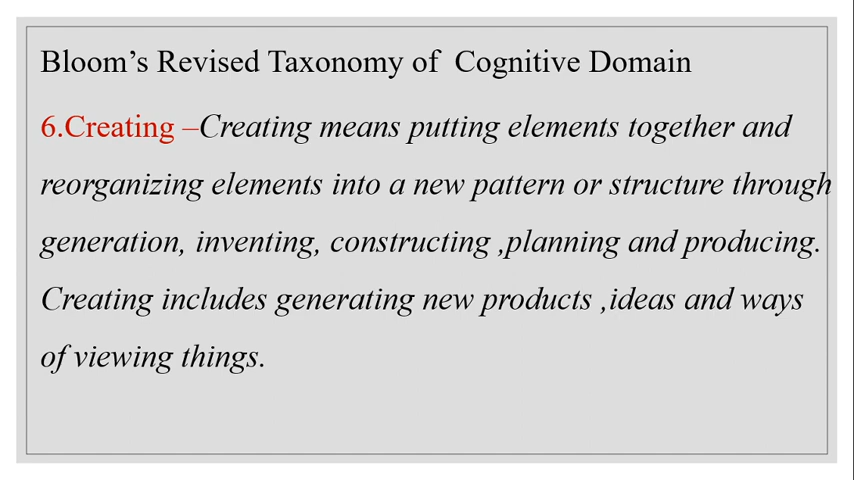 Bloom’s Revised Taxonomy of  Cognitive Domain
6.Creating –Creating means putting elements together and
reorganizing elements into a new pattern or structure through
generation, inventing, constructing ,planning and producing.
Creating includes generating new products ,ideas and ways
of viewing things.